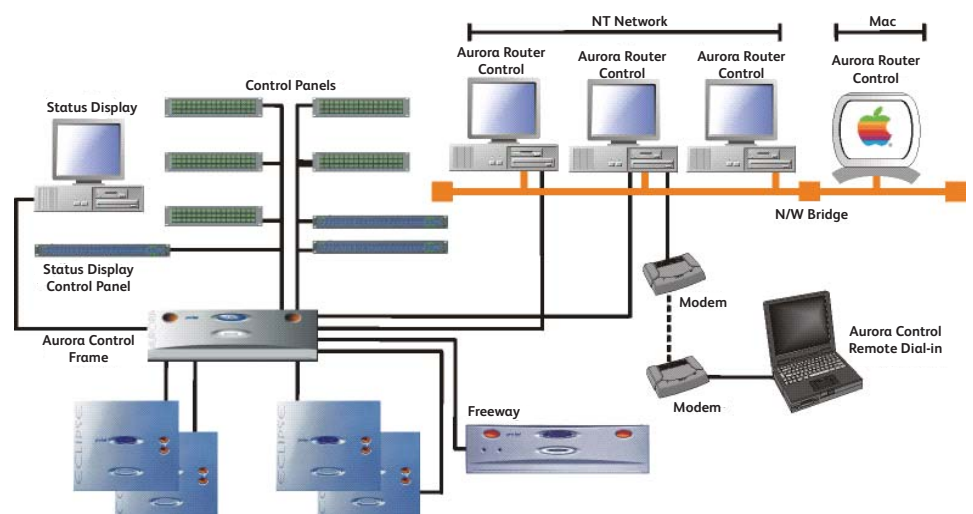 NT Network
Mac
Aurora Router
Control
Aurora Router
Control
Aurora Router
Control
Aurora Router
Control
Control Panels
Status Display
N/W Bridge
Status Display
Control Panel
Modem
Aurora Control
Frame
Aurora Control
Remote Dial-in
Modem
Freeway